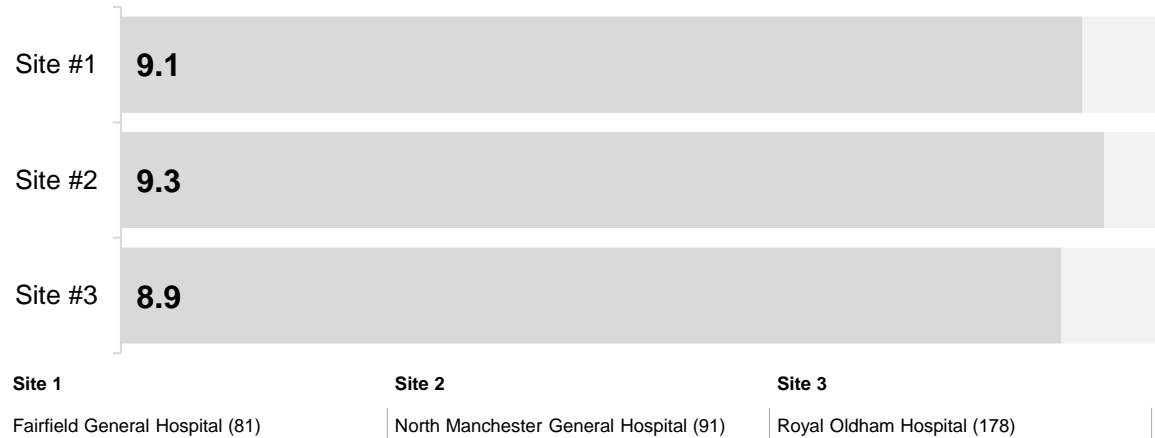 Site #1 9.1
Site #2 9.3
Site #3 8.9
Site 1 Site 2 Site 3
Fairfield General Hospital (81) North Manchester General Hospital (91) Royal Oldham Hospital (178)